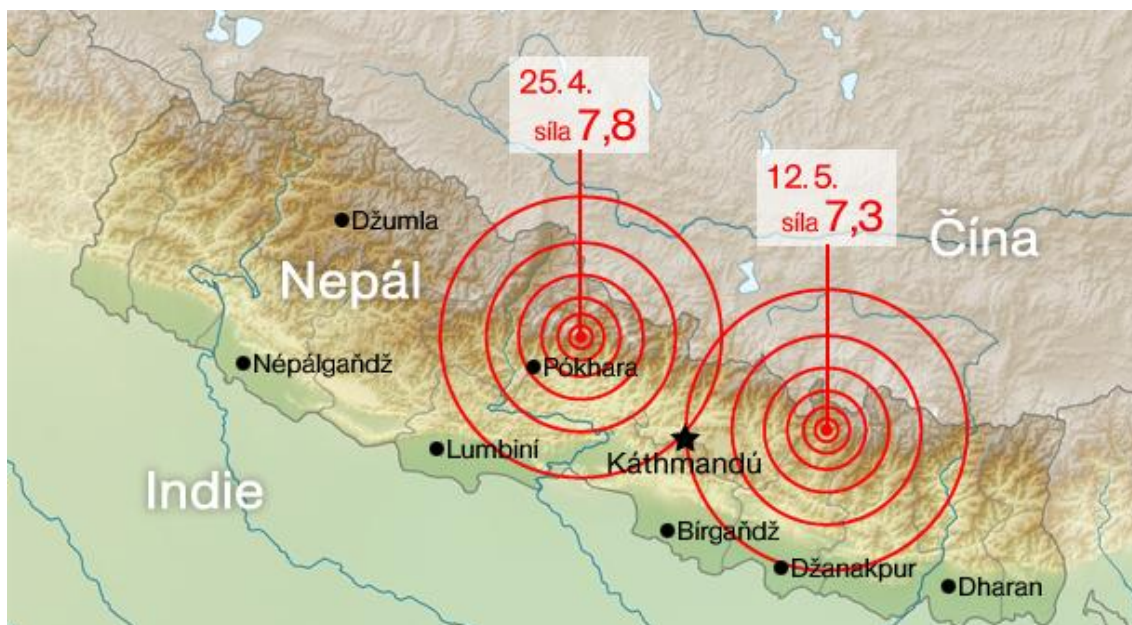 25. 4.
síla 7,8
12. 5.
síla 7,3
Čína
Džumla
Nepál
Népálgaňdž
Pókhara
Lumbiní
Káthmandú
Indie
Bírgaňdž
Džanakpur
Dharan